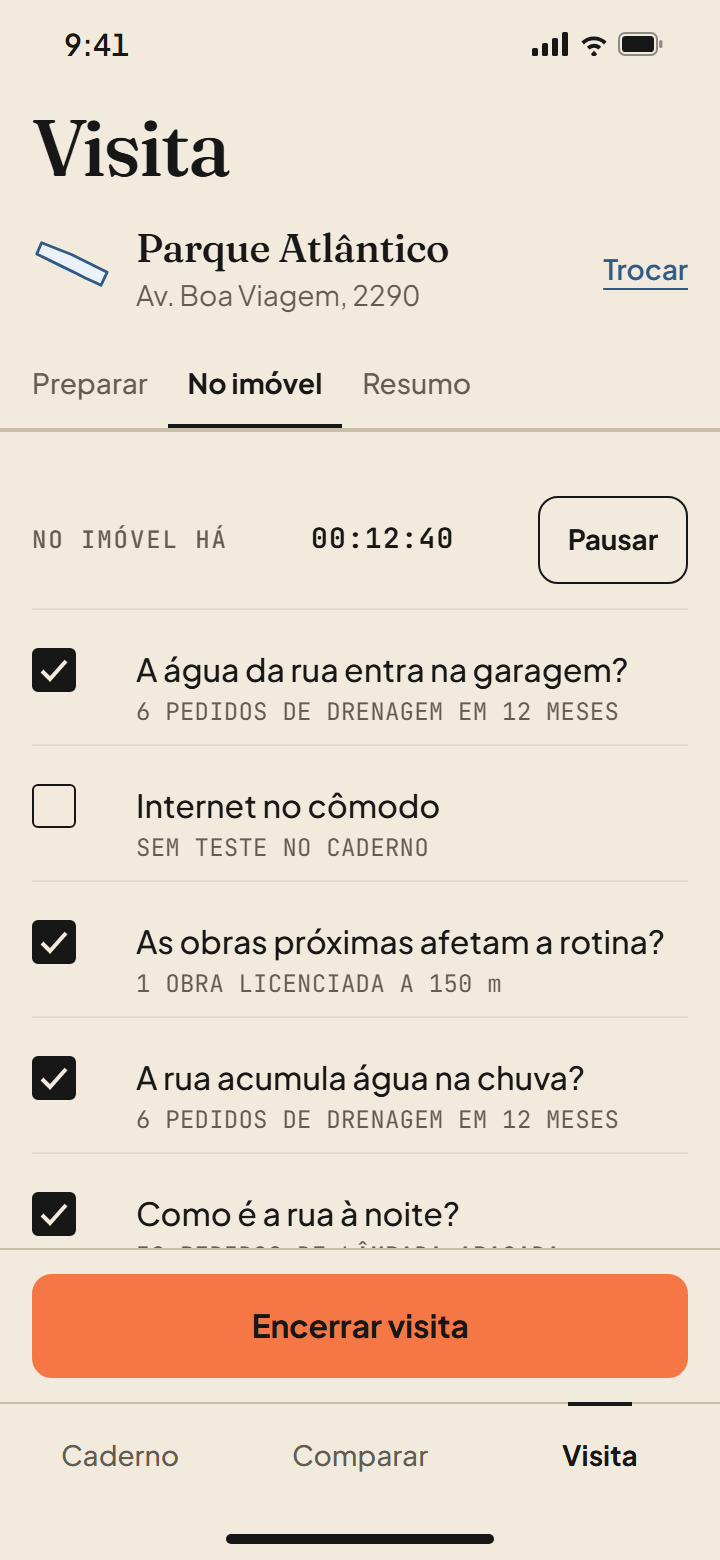 9:41
Visita
Parque Atlântico
Av. Boa Viagem, 2290
Trocar
Preparar
No imóvel
Resumo
NO IMÓVEL HÁ
00:12:40
Pausar
A água da rua entra na garagem?
6 PEDIDOS DE DRENAGEM EM 12 MESES
Internet no cômodo
SEM TESTE NO CADERNO
As obras próximas afetam a rotina?
1 OBRA LICENCIADA A 150 m
A rua acumula água na chuva?
6 PEDIDOS DE DRENAGEM EM 12 MESES
Como é a rua à noite?
Encerrar visita
Caderno
Comparar
Visita